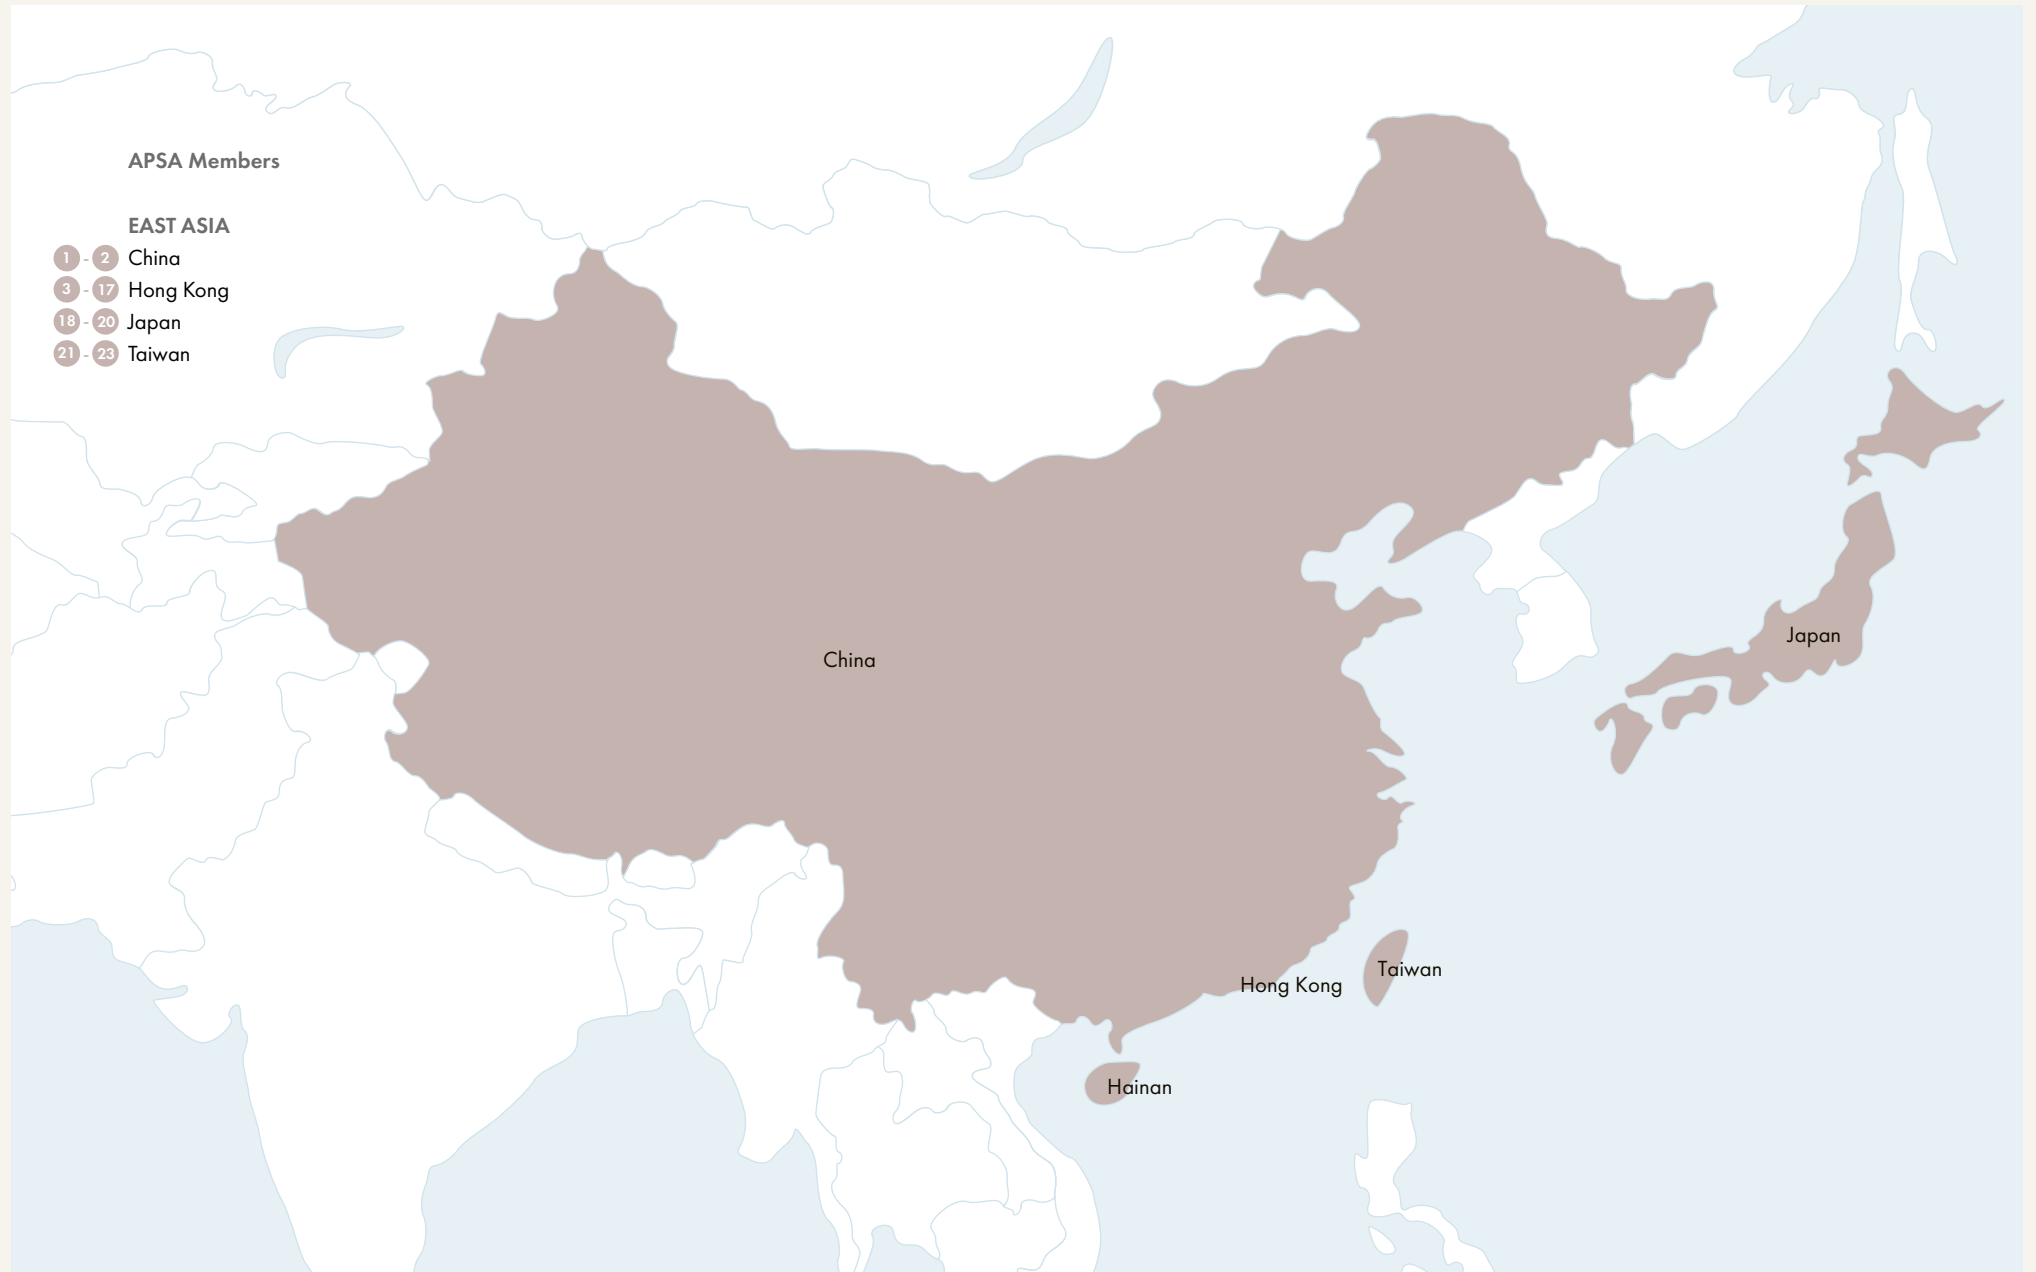 APSA Members
EAST ASIA
1 - 2 China
3 - 17 Hong Kong
18 - 20 Japan
21 - 23 Taiwan
Japan
China
Taiwan
Hong Kong
Hainan